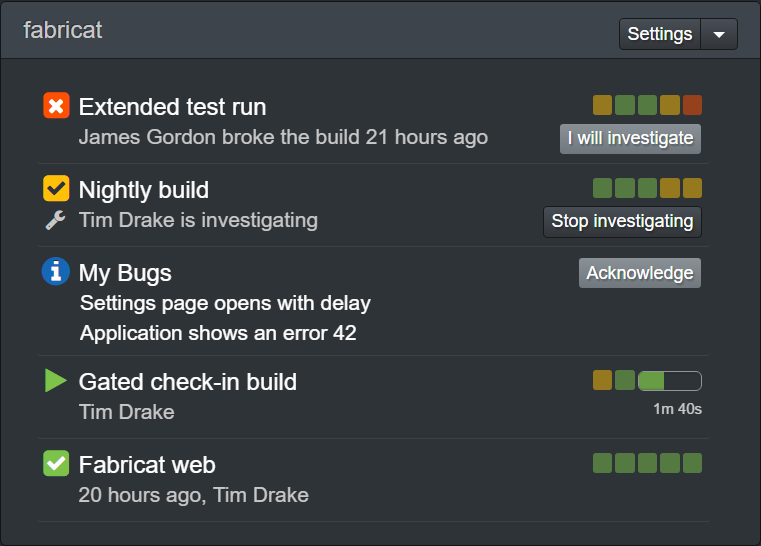 fabricat
Settings
Extended test run
James Gordon broke the build 21 hours ago
I will investigate
Nightly build
Tim Drake is investigating
Stop investigating
My Bugs
Acknowledge
Settings page opens with delay
Application shows an error 42
Gated check-in build
Tim Drake
1m 40s
Fabricat web
20 hours ago, Tim Drake